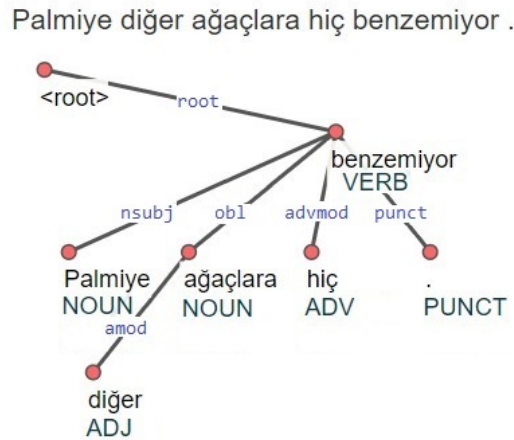 Palmiye diğer ağaçlara hiç benzemiyor .
<root>
root
benzemiyor
VERB
nsubj obl advmod punct
Palmiye ağaçlara hiç .
NOUN NOUN ADV PUNCT
amod
diğer
ADJ